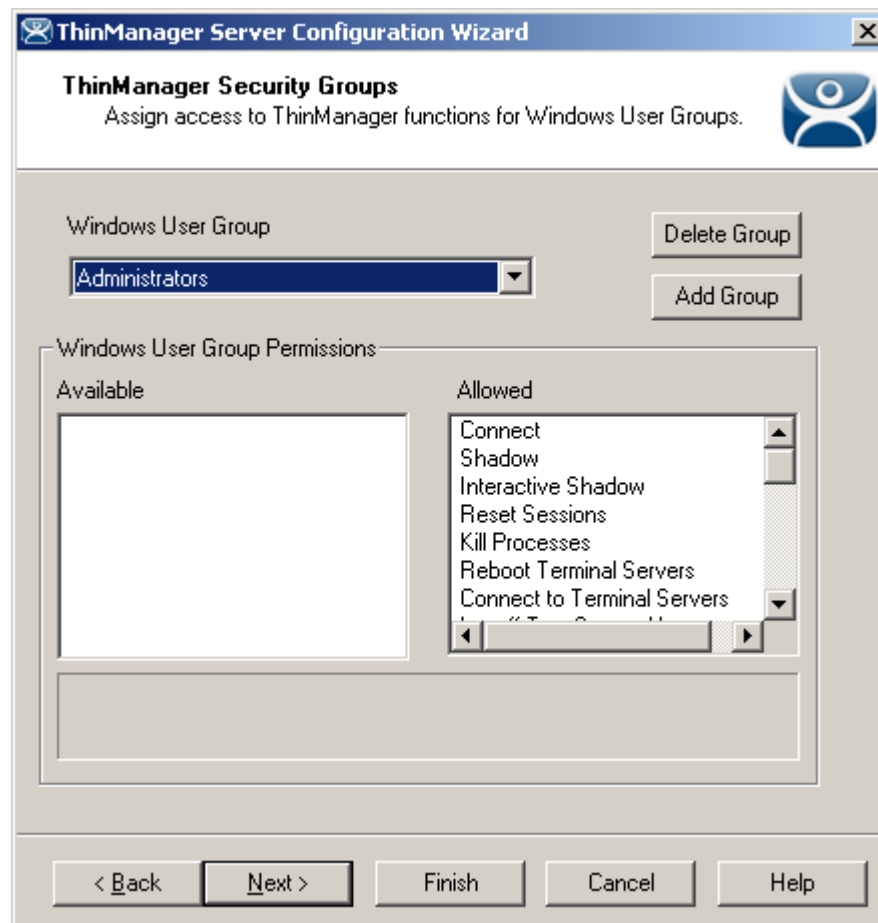 ThinManager Server Configuration Wizard
ThinManager Security Groups
Assign access to ThinManager functions for Windows User Groups.
Windows User Group
Delete Group
Administrators
Add Group
Windows User Group Permissions
Available
Allowed
Connect
Shadow
Interactive Shadow
Reset Sessions
Kill Processes
Reboot Terminal Servers
Connect to Terminal Servers
< Back
Next >
Finish
Cancel
Help